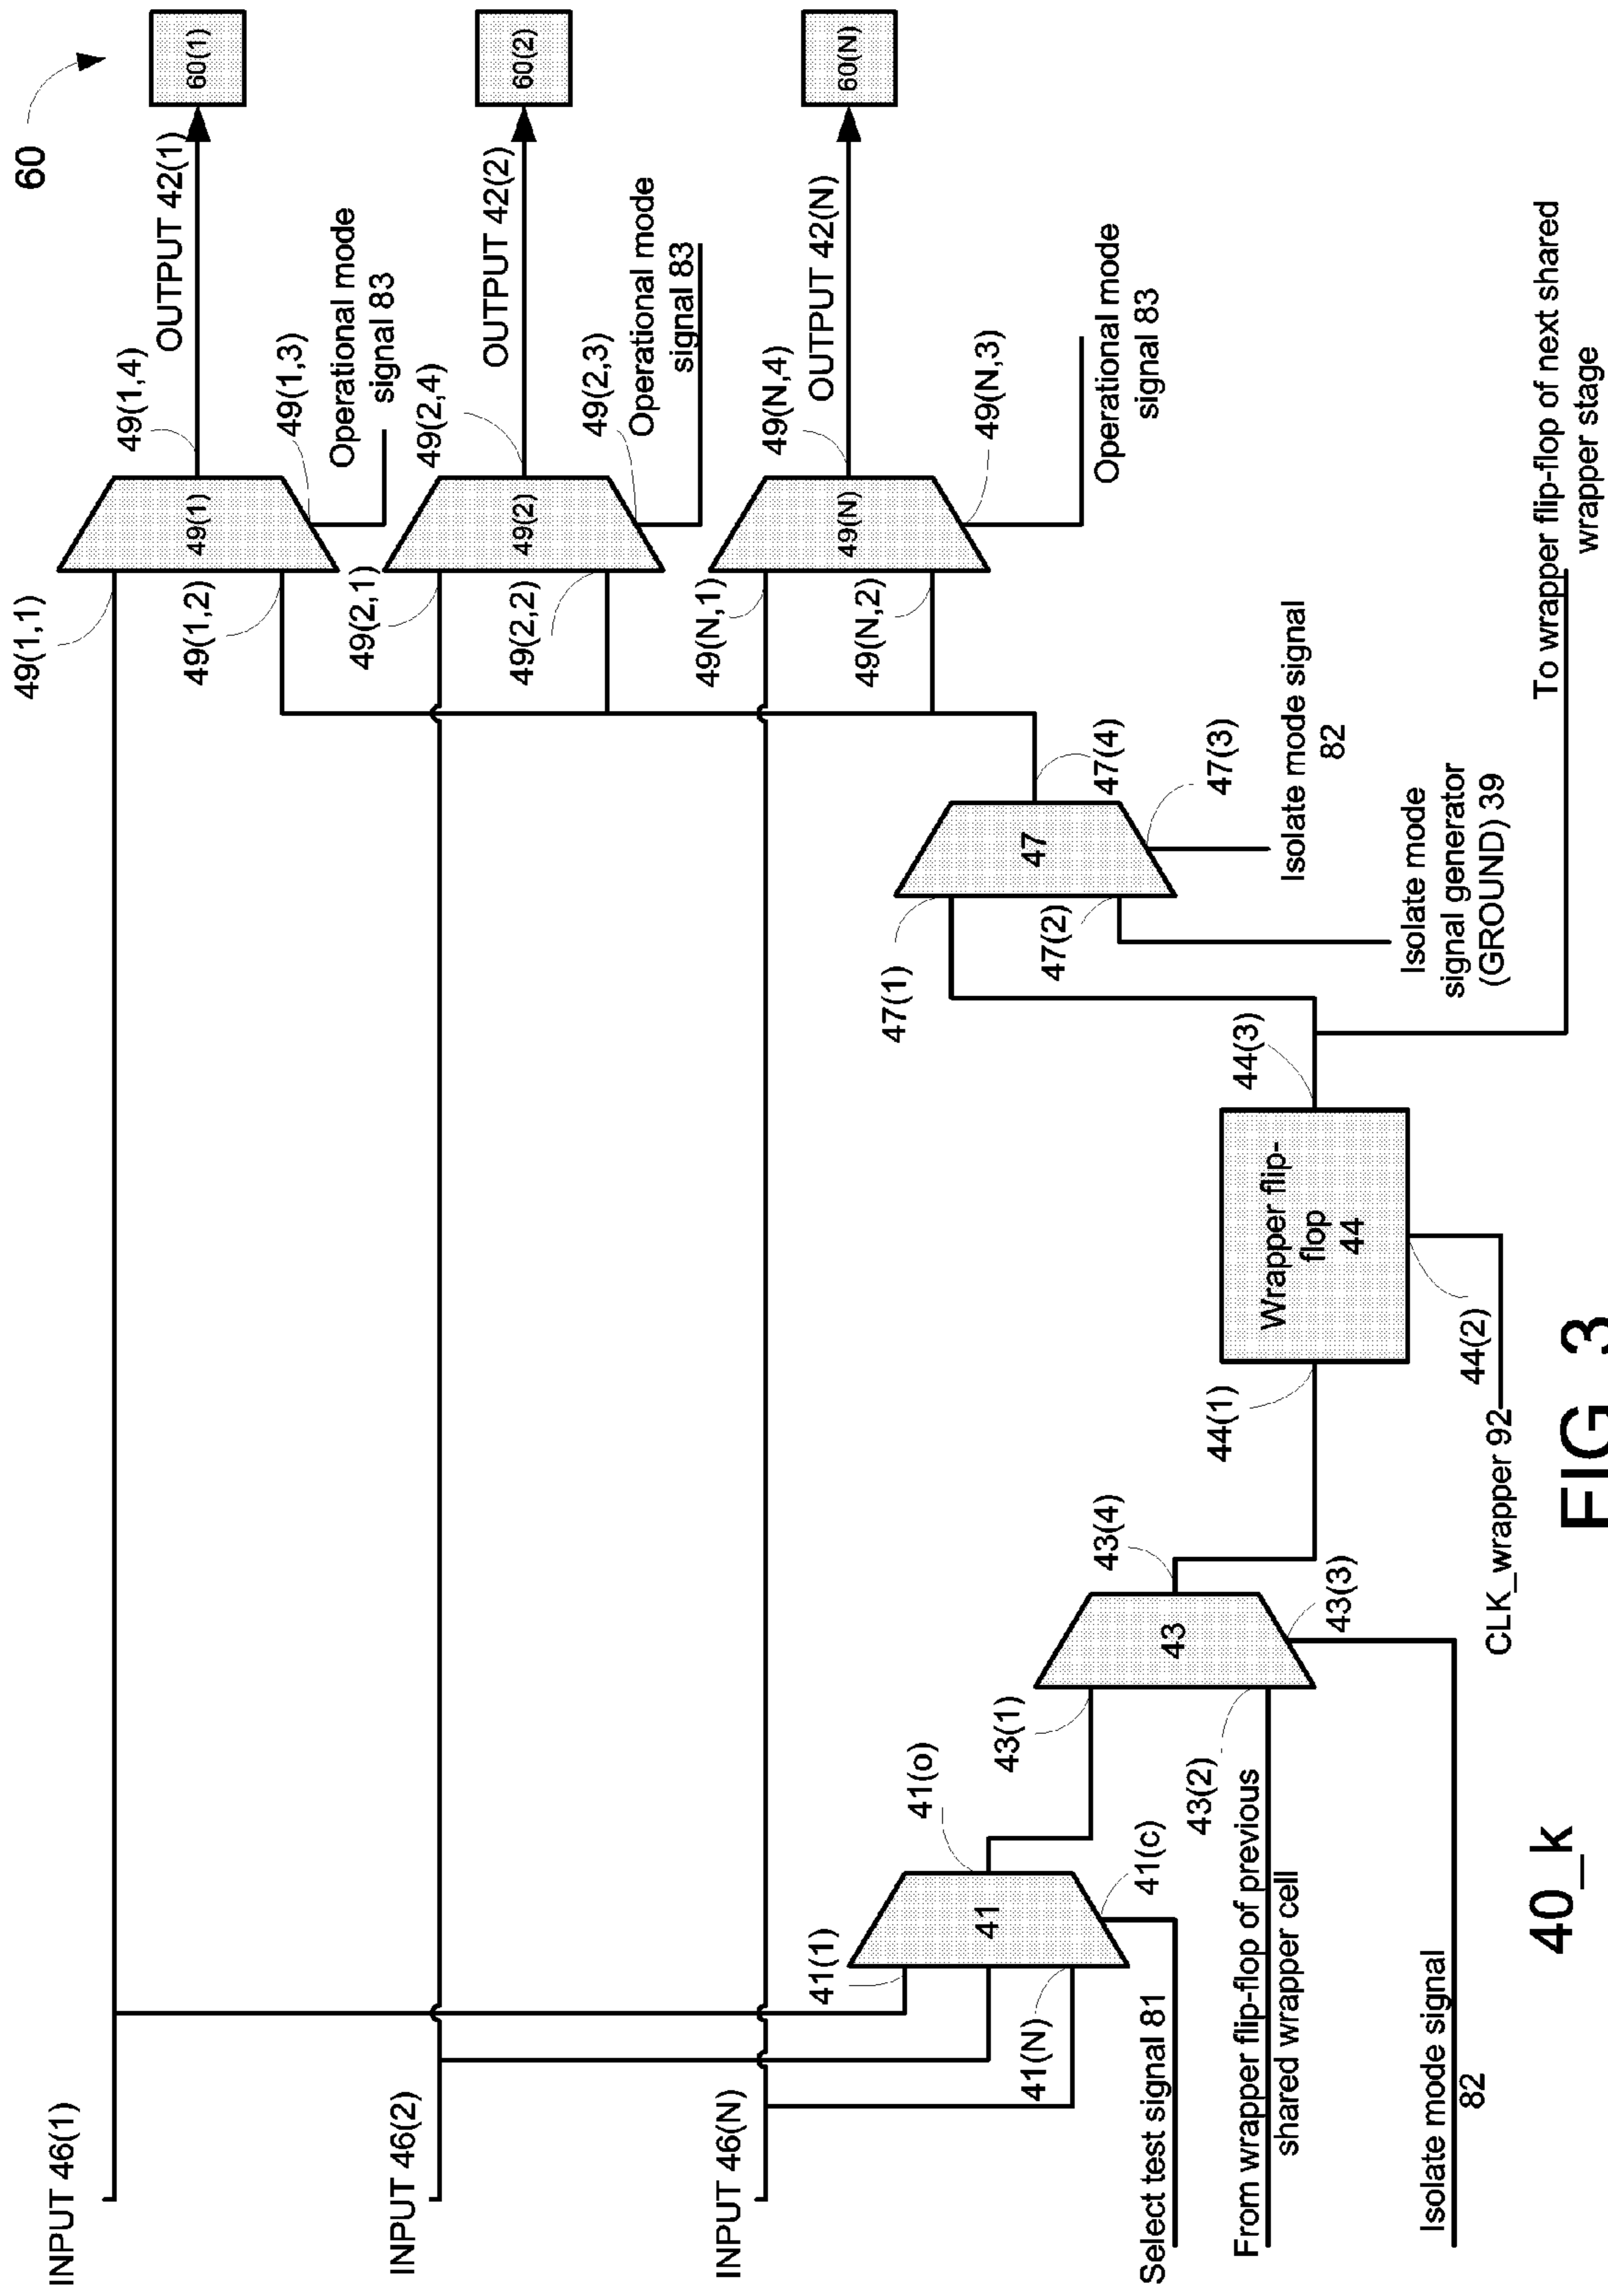 60
60(1)
60(2)
60(N)
OUTPUT 42(1)
OUTPUT 42(2)
OUTPUT 42(N)
49(1,4)
49(1,3)
Operational mode
signal 83
49(2,4)
49(2,3)
Operational mode
signal 83
49(N,4)
49(N,3)
Operational mode
signal 83
49(1)
49(2)
49(N)
49(1,1)
49(1,2)
49(2,1)
49(2,2)
49(N,1)
49(N,2)
To wrapper flip-flop of next shared
wrapper stage
47(4)
47(3)
Isolate mode signal
82
47
47(1)
47(2)
Isolate mode
signal generator
(GROUND) 39
44(3)
Wrapper flip-
flop
44
44(1)
44(2)
CLK_wrapper 92
43(4)
43(3)
43
43(1)
43(2)
41(o)
41(c)
41
41(1)
41(N)
INPUT 46(1)
INPUT 46(2)
INPUT 46(N)
Select test signal 81
From wrapper flip-flop of previous
shared wrapper cell
Isolate mode signal
82
40_k
FIG. 3